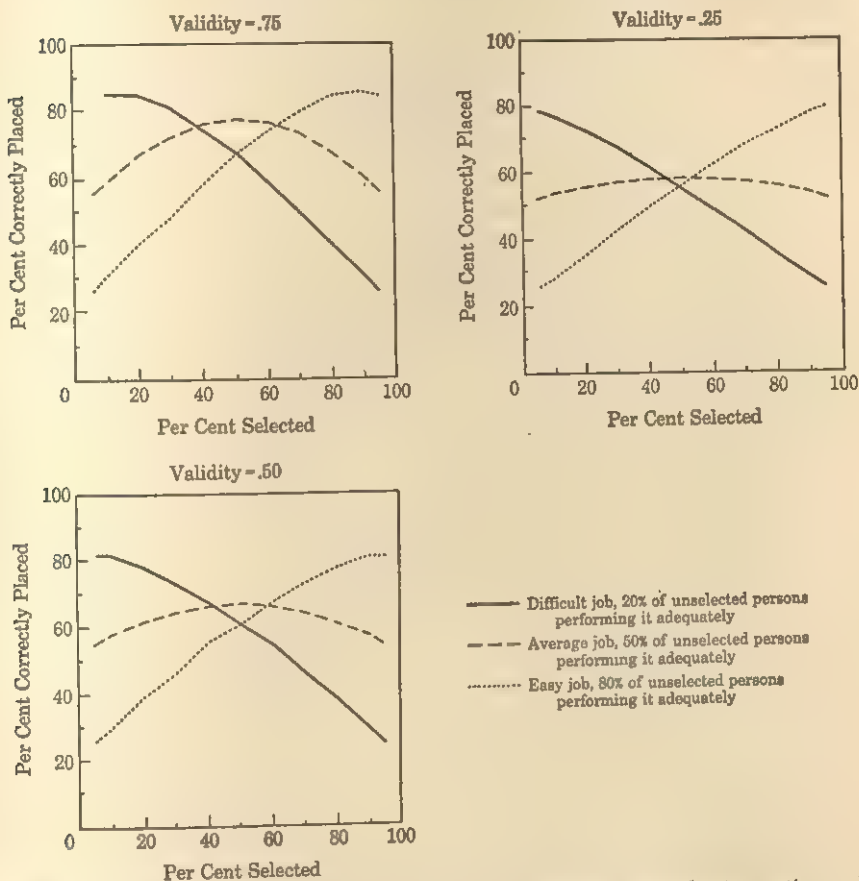 Validity = .75
100
80
60
40
20
0
20
40
60
80
100
Per Cent Correctly Placed
Per Cent Selected
Validity = .25
100
80
60
40
20
0
20
40
60
80
100
Per Cent Correctly Placed
Per Cent Selected
Validity = .50
100
80
60
40
20
0
20
40
60
80
100
Per Cent Correctly Placed
Per Cent Selected
Difficult job, 20% of unselected persons
performing it adequately
Average job, 50% of unselected persons
performing it adequately
Easy job, 80% of unselected persons
performing it adequately